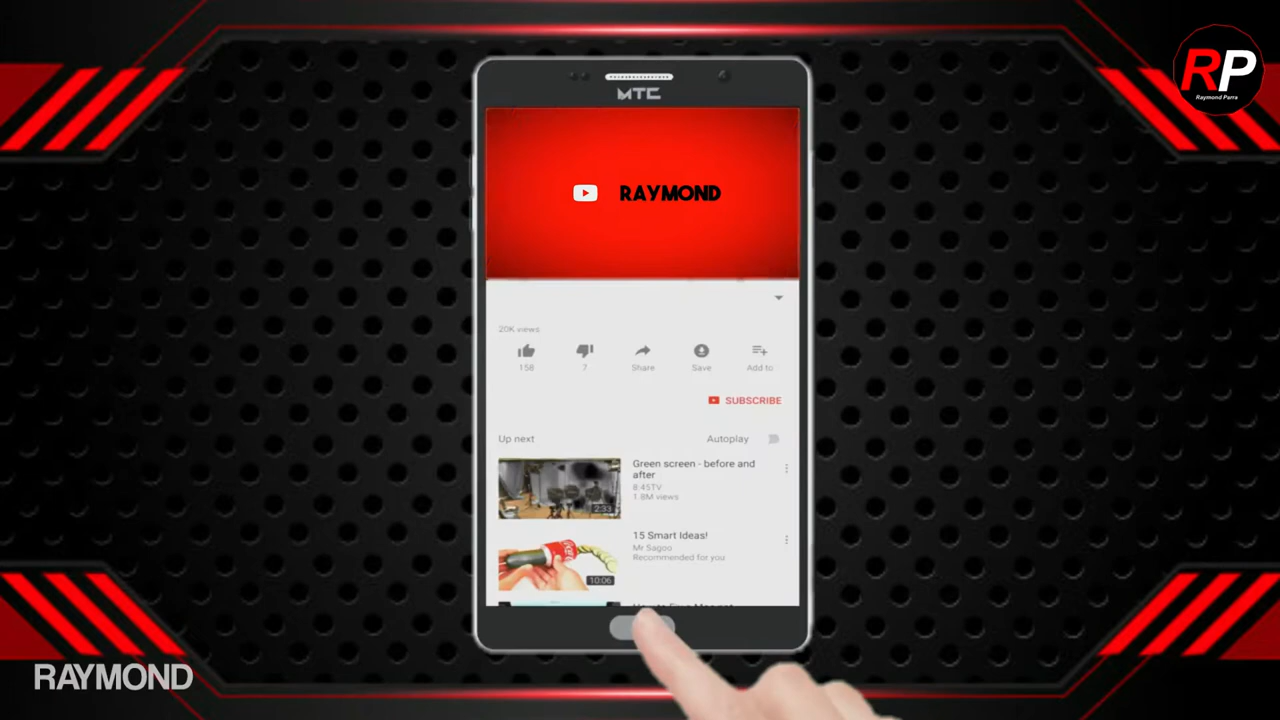 RP
Raymond Parra
MTC
RAYMOND
20K views
158
7
Share
Save
Add to
SUBSCRIBE
Up next
Autoplay
Green screen - before and
after
8:45TV
1.8M views
2:33
15 Smart Ideas!
Mr Sagoo
Recommended for you
10:06
RAYMOND